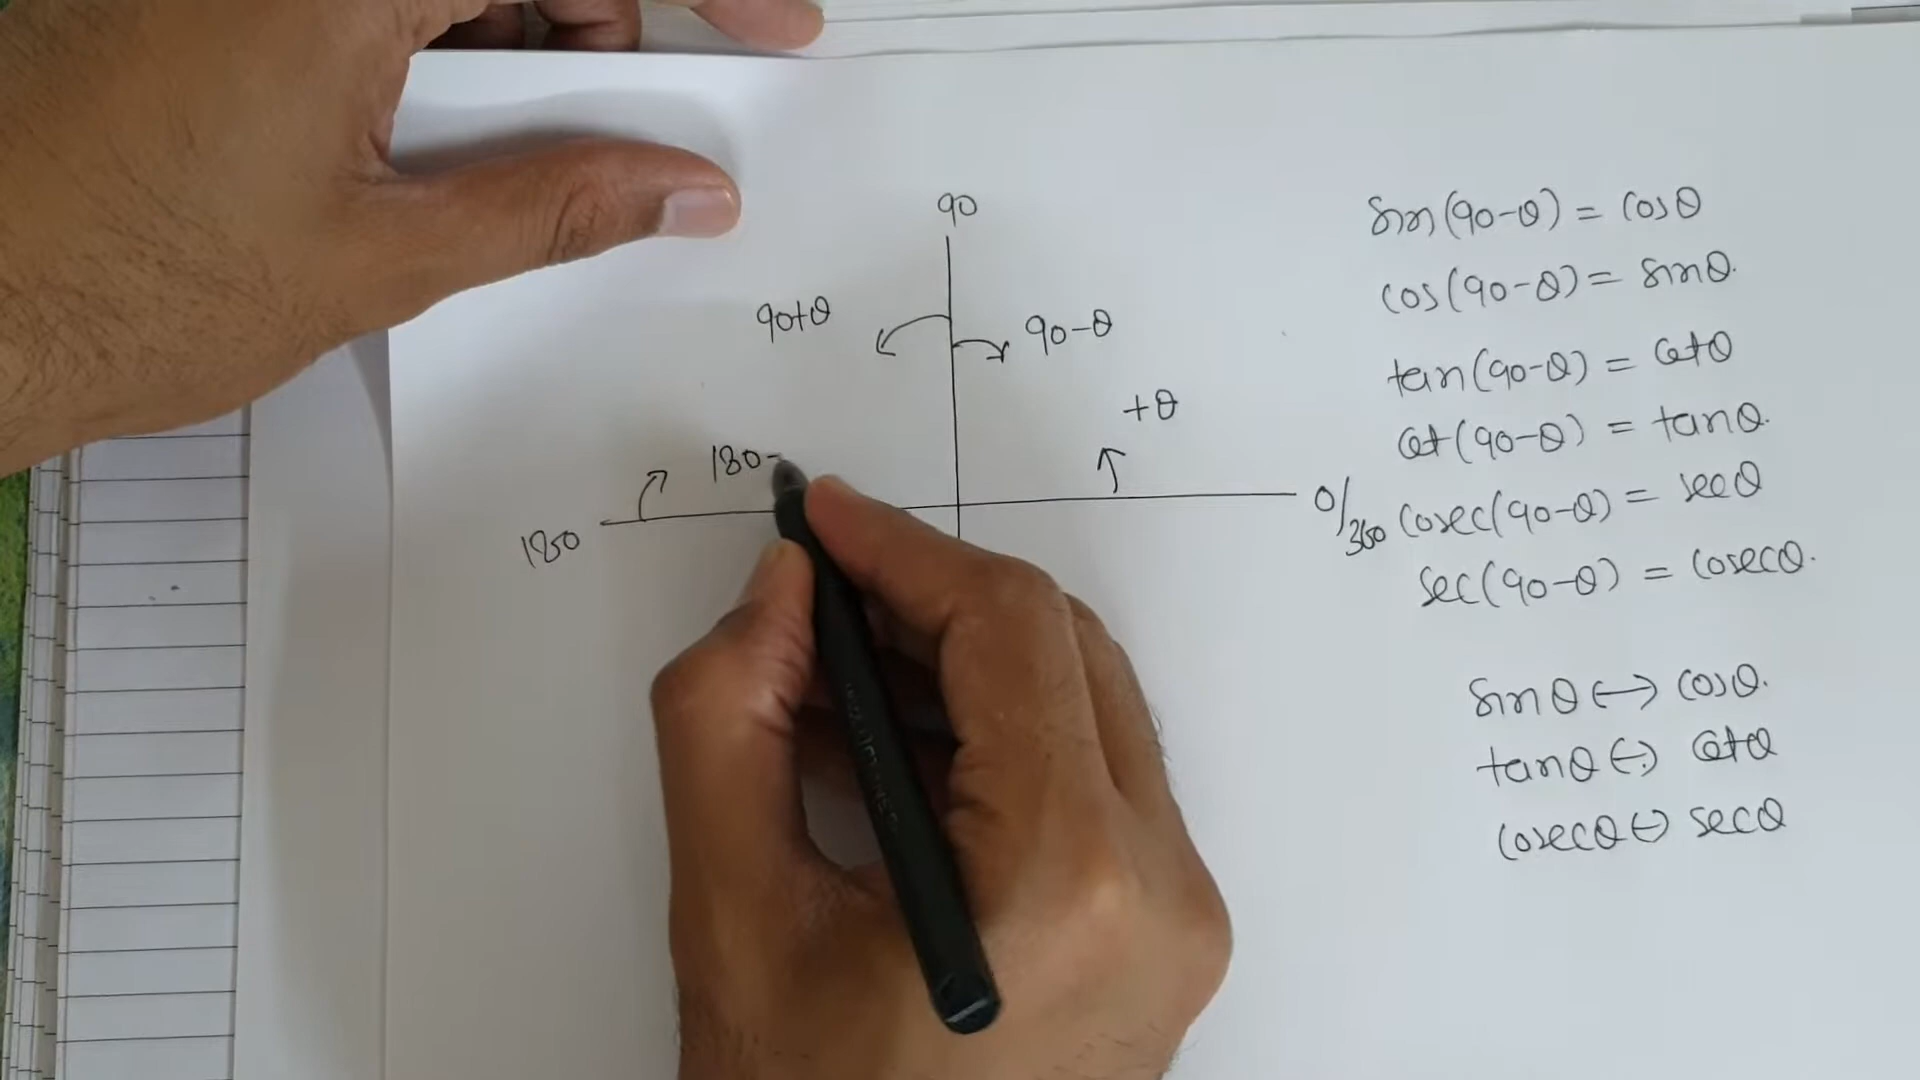 90
90+θ
90-θ
+θ
180-
180
0/360
sin(90-θ) = cosθ
cos(90-θ) = sinθ.
tan(90-θ) = cotθ
cot(90-θ) = tanθ.
cosec(90-θ) = secθ
sec(90-θ) = cosecθ.
sinθ ↔ cosθ.
tanθ ↔ cotθ
cosecθ ↔ secθ